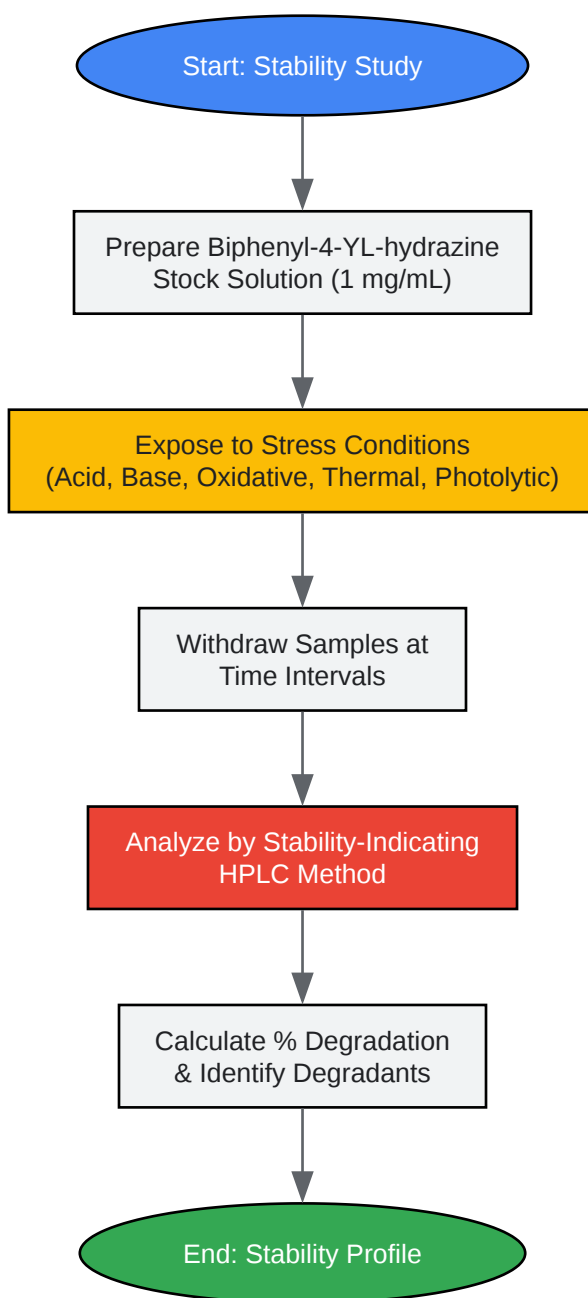 Start: Stability Study
Prepare Biphenyl-4-YL-hydrazine
Stock Solution (1 mg/mL)
Expose to Stress Conditions
(Acid, Base, Oxidative, Thermal, Photolytic)
Withdraw Samples at
Time Intervals
Analyze by Stability-Indicating
HPLC Method
Calculate % Degradation
& Identify Degradants
End: Stability Profile